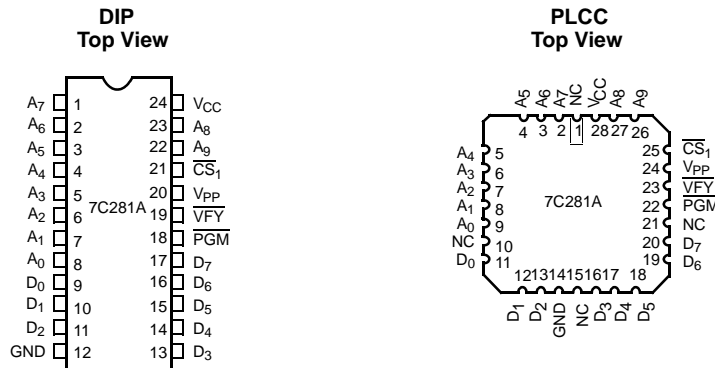 DIP
Top View
A7 1 24 VCC
A6 2 23 A8
A5 3 22 A9
A4 4 21 CS1
A3 5 20 VPP
A2 6 19 VFY
A1 7 18 PGM
A0 8 17 D7
D0 9 16 D6
D1 10 15 D5
D2 11 14 D4
GND 12 13 D3
7C281A
PLCC
Top View
A5 A6 A7 NC VCC A8 A9
4 3 2 1 28 27 26
A4 5 25 CS1
A3 6 24 VPP
A2 7 23 VFY
A1 8 22 PGM
A0 9 21 NC
NC 10 20 D7
D0 11 19 D6
7C281A
12 13 14 15 16 17 18
D1 D2 GND NC D3 D4 D5